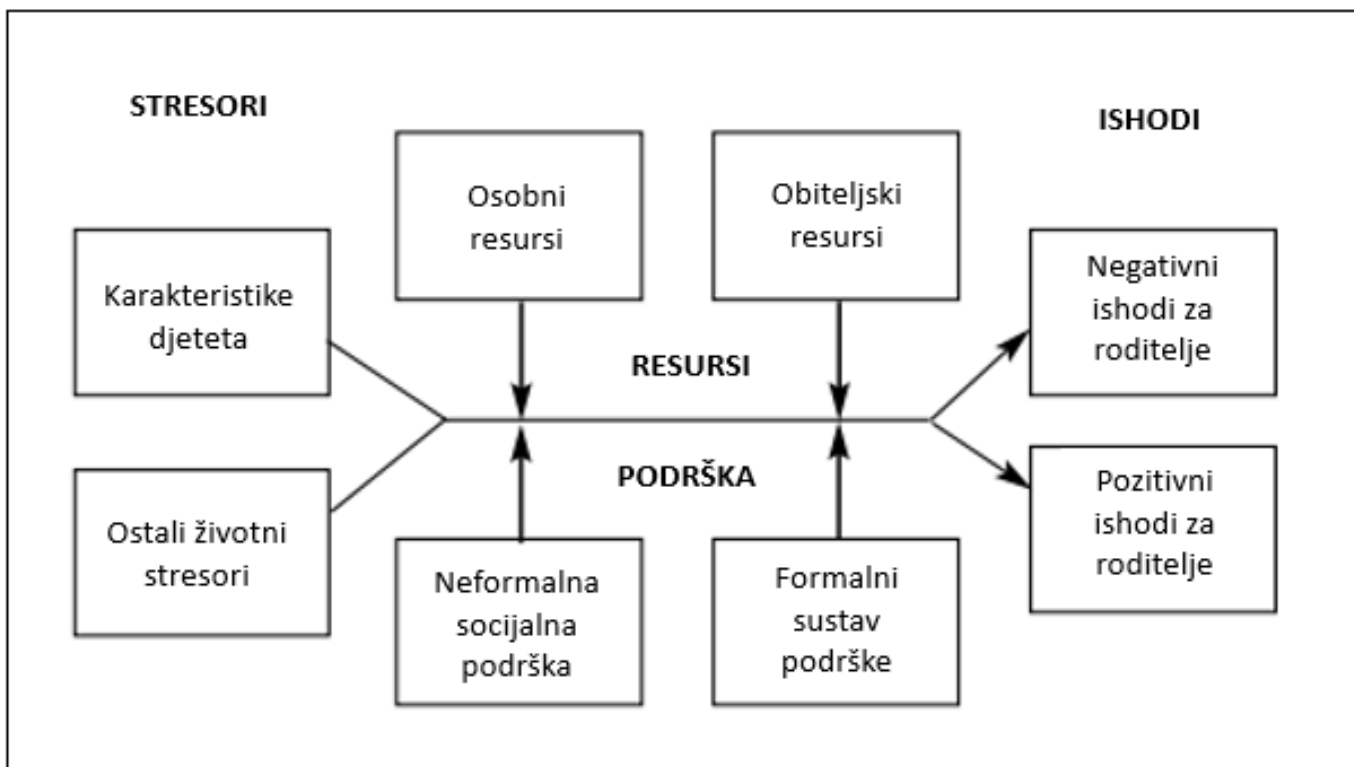 STRESORI
ISHODI
Osobni
resursi
Obiteljski
resursi
Karakteristike
djeteta
Negativni
ishodi za
roditelje
RESURSI
PODRŠKA
Ostali životni
stresori
Pozitivni
ishodi za
roditelje
Neformalna
socijalna
podrška
Formalni
sustav
podrške